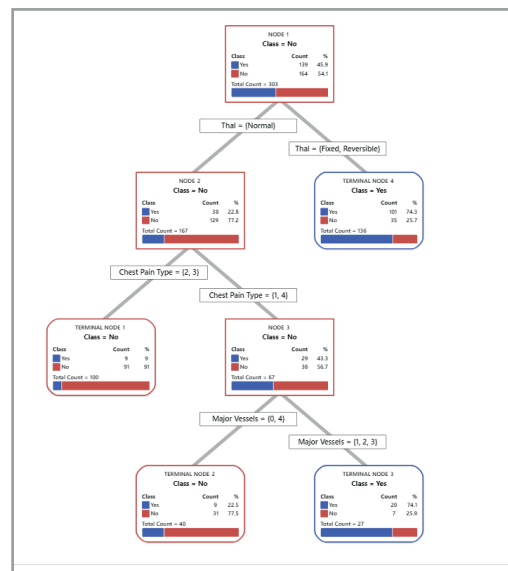 NODE 1
Class = No
Class Count %
Yes 139 45.9
No 164 54.1
Total Count = 303
Thal = {Normal}
Thal = {Fixed, Reversible}
NODE 2
Class = No
Class Count %
Yes 38 22.8
No 129 77.2
Total Count = 167
TERMINAL NODE 4
Class = Yes
Class Count %
Yes 101 74.3
No 35 25.7
Total Count = 136
Chest Pain Type = {2, 3}
Chest Pain Type = {1, 4}
TERMINAL NODE 1
Class = No
Class Count %
Yes 9 9
No 91 91
Total Count = 100
NODE 3
Class = No
Class Count %
Yes 29 43.3
No 38 56.7
Total Count = 67
Major Vessels = {0, 4}
Major Vessels = {1, 2, 3}
TERMINAL NODE 2
Class = No
Class Count %
Yes 9 22.5
No 31 77.5
Total Count = 40
TERMINAL NODE 3
Class = Yes
Class Count %
Yes 20 74.1
No 7 25.9
Total Count = 27